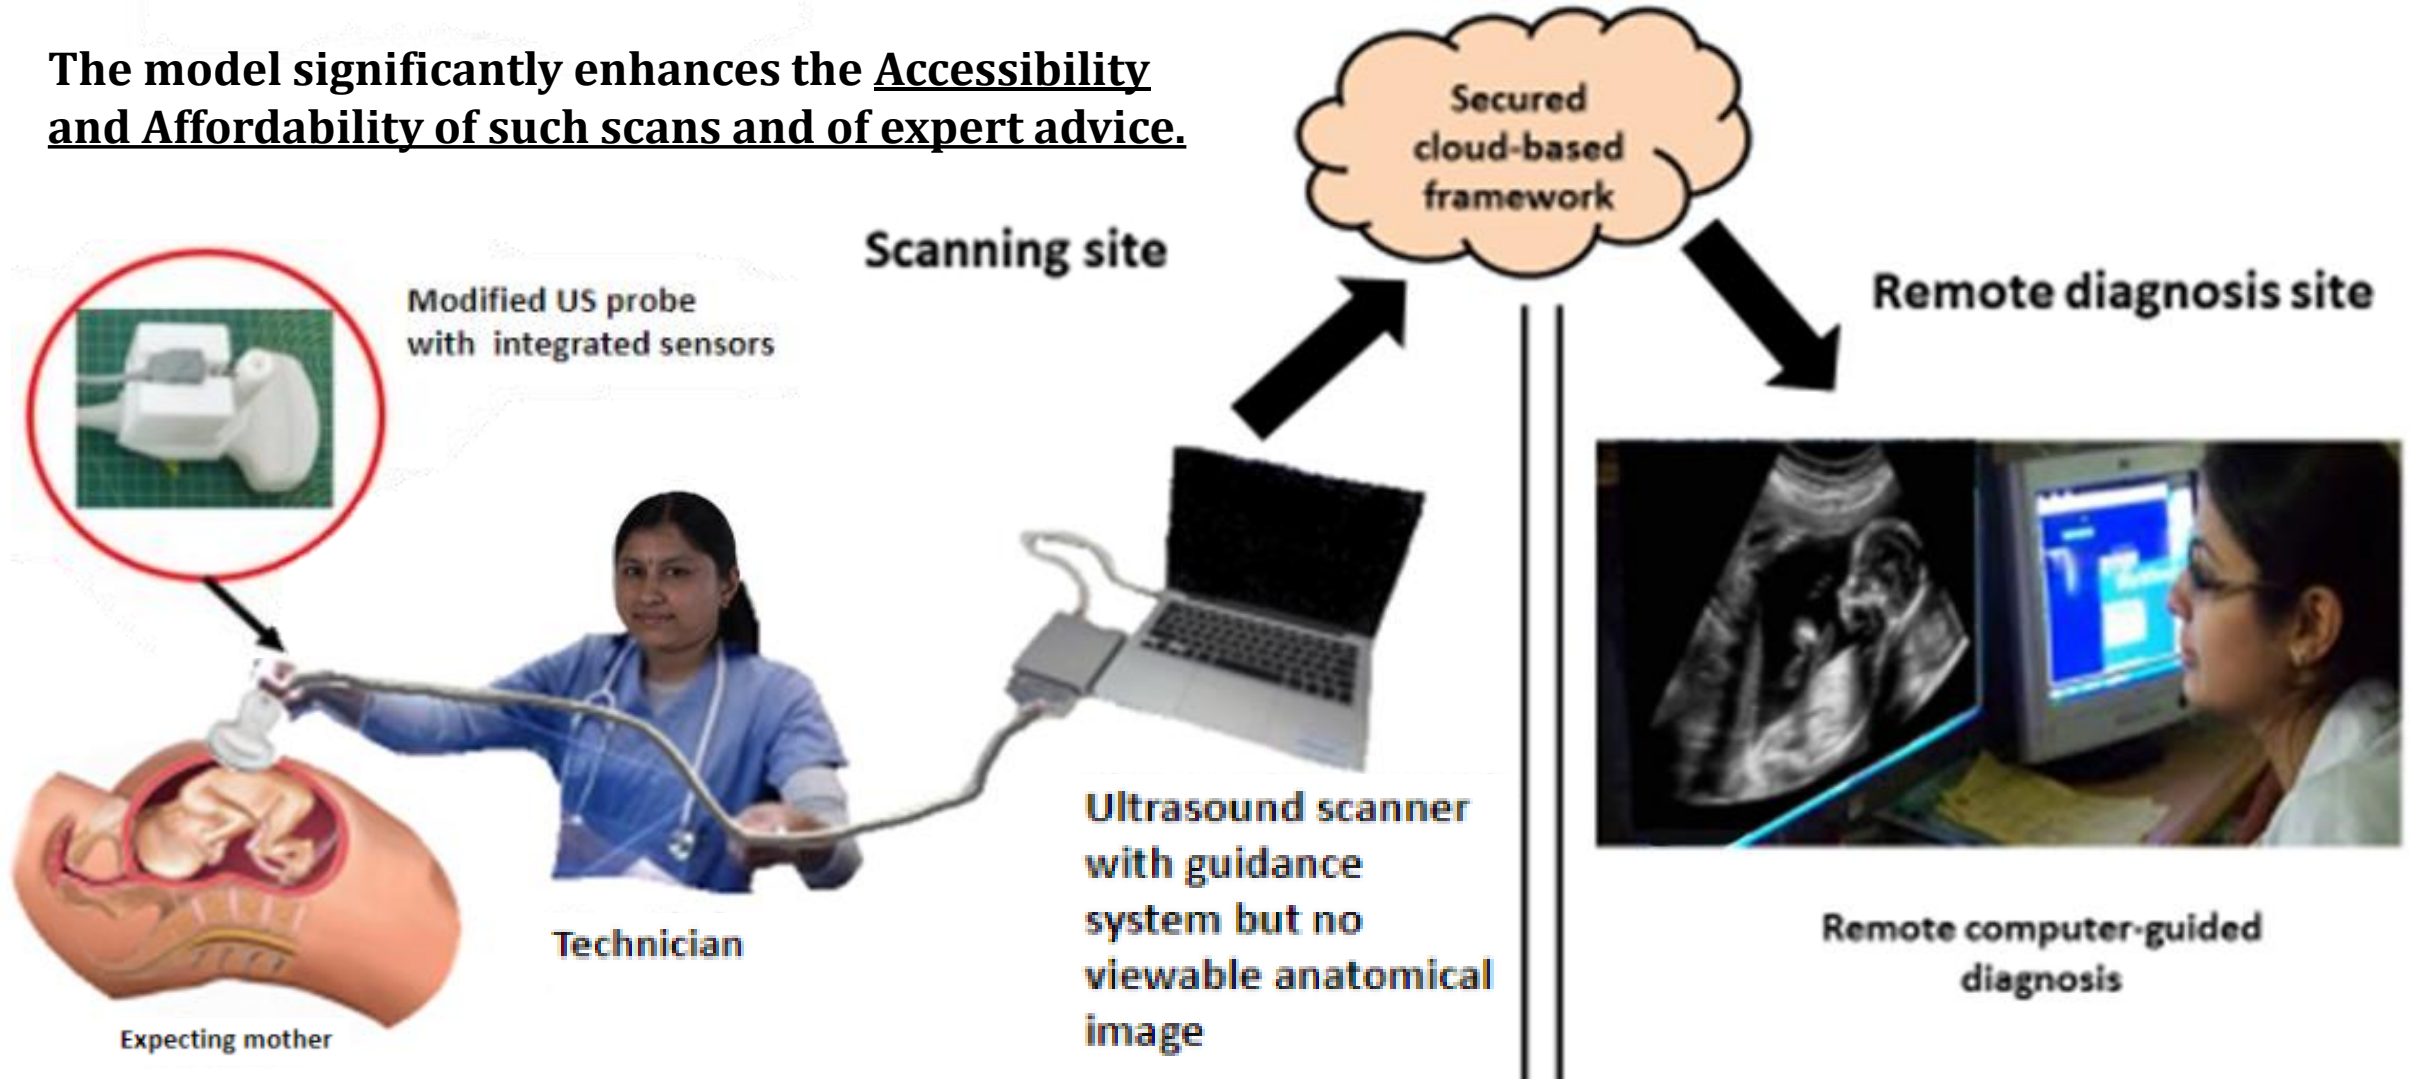 The model significantly enhances the Accessibility
and Affordability of such scans and of expert advice.
Secured
cloud-based
framework
Scanning site
Remote diagnosis site
Modified US probe
with integrated sensors
Technician
Expecting mother
Ultrasound scanner
with guidance
system but no
viewable anatomical
image
Remote computer-guided
diagnosis